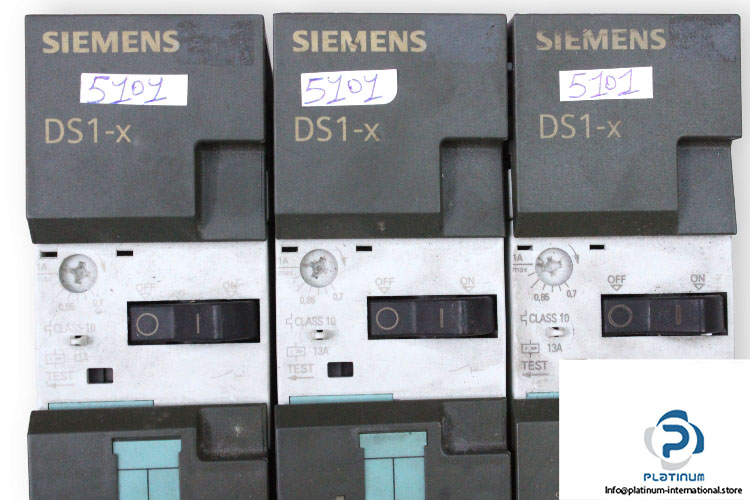 SIEMENS
5101
DS1-x
SIEMENS
5101
DS1-x
SIEMENS
5101
DS1-x
1A
max
0,85
0,7
OFF
ON
CLASS 10
13A
TEST
1A
max
0,85
0,7
OFF
ON
CLASS 10
13A
TEST
1A
max
0,85
0,7
OFF
ON
CLASS 10
13A
TEST
PLATINUM
Info@platinum-international.store